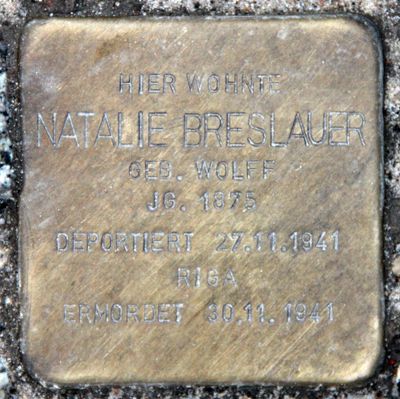 HIER WOHNTE
NATALIE BRESLAUER
GEB. WOLFF
JG. 1875
DEPORTIERT 27.11.1941
RIGA
ERMORDET 30.11.1941